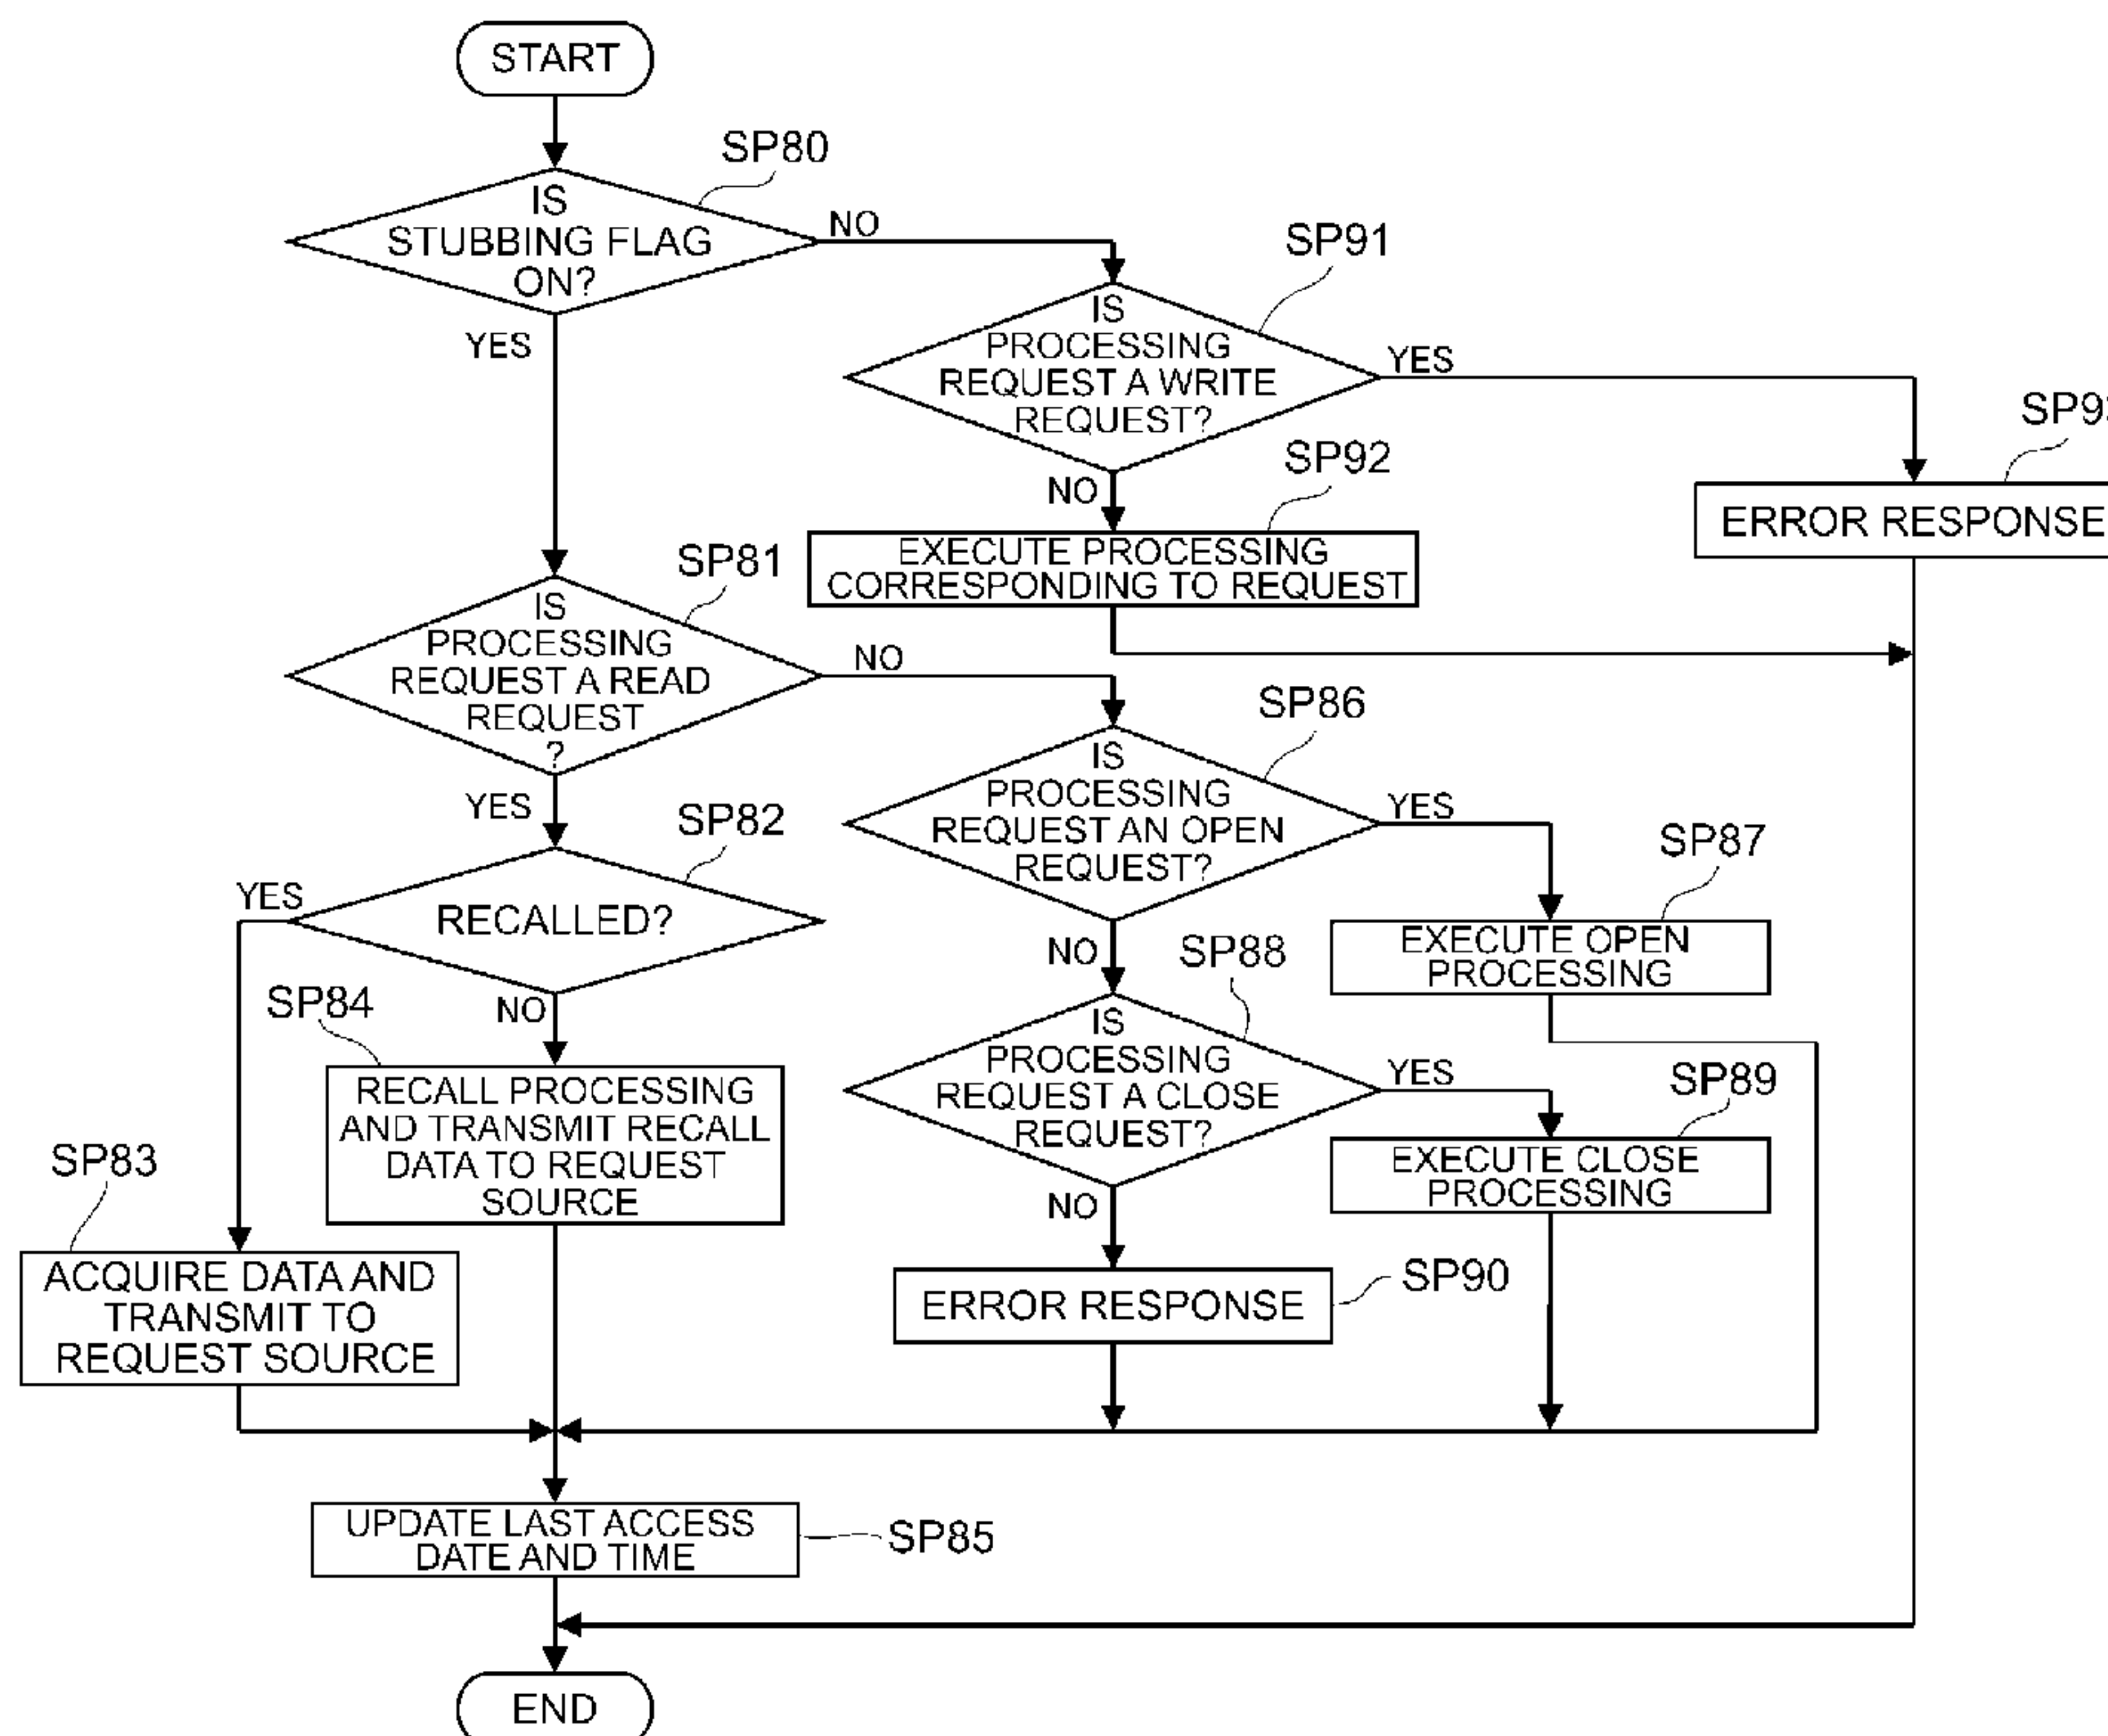 START
SP80
IS
STUBBING FLAG
ON?
NO
YES
SP91
IS
PROCESSING
REQUEST A WRITE
REQUEST?
YES
NO
SP92
EXECUTE PROCESSING
CORRESPONDING TO REQUEST
ERROR RESPONSE
SP81
IS
PROCESSING
REQUEST A READ
REQUEST
?
NO
YES
SP86
IS
PROCESSING
REQUEST AN OPEN
REQUEST?
YES
NO
SP87
EXECUTE OPEN
PROCESSING
SP82
RECALLED?
YES
NO
SP84
RECALL PROCESSING
AND TRANSMIT RECALL
DATA TO REQUEST
SOURCE
SP88
IS
PROCESSING
REQUEST A CLOSE
REQUEST?
YES
NO
SP89
EXECUTE CLOSE
PROCESSING
SP83
ACQUIRE DATA AND
TRANSMIT TO
REQUEST SOURCE
ERROR RESPONSE
SP90
UPDATE LAST ACCESS
DATE AND TIME
SP85
END